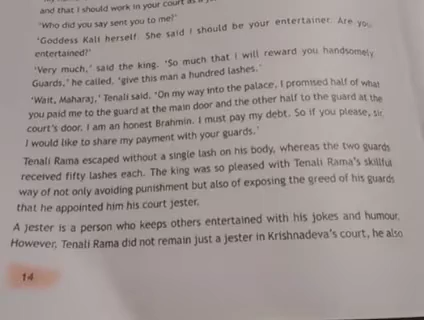 and that I should work in your court as
'Who did you say sent you to me?'
'Goddess Kali herself. She said I should be your entertainer. Are you
entertained?'
'Very much,' said the king. 'So much that I will reward you handsomely.
Guards,' he called, 'give this man a hundred lashes.'
'Wait, Maharaj,' Tenali said, 'On my way into the palace, I promised half of what
you paid me to the guard at the main door and the other half to the guard at the
court's door. I am an honest Brahmin. I must pay my debt. So if you please, sir,
I would like to share my payment with your guards.'
Tenali Rama escaped without a single lash on his body, whereas the two guards
received fifty lashes each. The king was so pleased with Tenali Rama's skillful
way of not only avoiding punishment but also of exposing the greed of his guards
that he appointed him his court jester.
A jester is a person who keeps others entertained with his jokes and humour.
However, Tenali Rama did not remain just a jester in Krishnadeva's court, he also
14